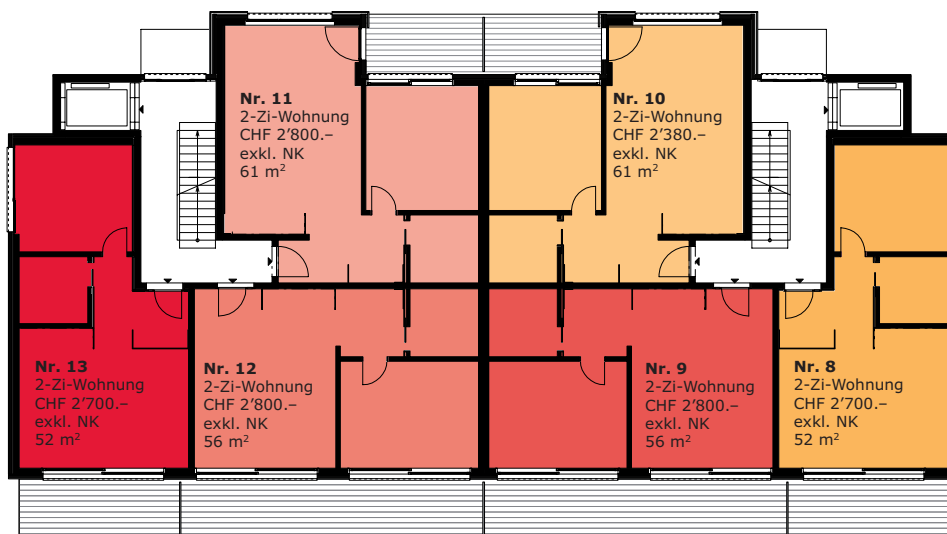 Nr. 11
2-Zi-Wohnung
CHF 2’800.–
exkl. NK
61 m²
Nr. 10
2-Zi-Wohnung
CHF 2’380.–
exkl. NK
61 m²
Nr. 13
2-Zi-Wohnung
CHF 2’700.–
exkl. NK
52 m²
Nr. 12
2-Zi-Wohnung
CHF 2’800.–
exkl. NK
56 m²
Nr. 9
2-Zi-Wohnung
CHF 2’800.–
exkl. NK
56 m²
Nr. 8
2-Zi-Wohnung
CHF 2’700.–
exkl. NK
52 m²